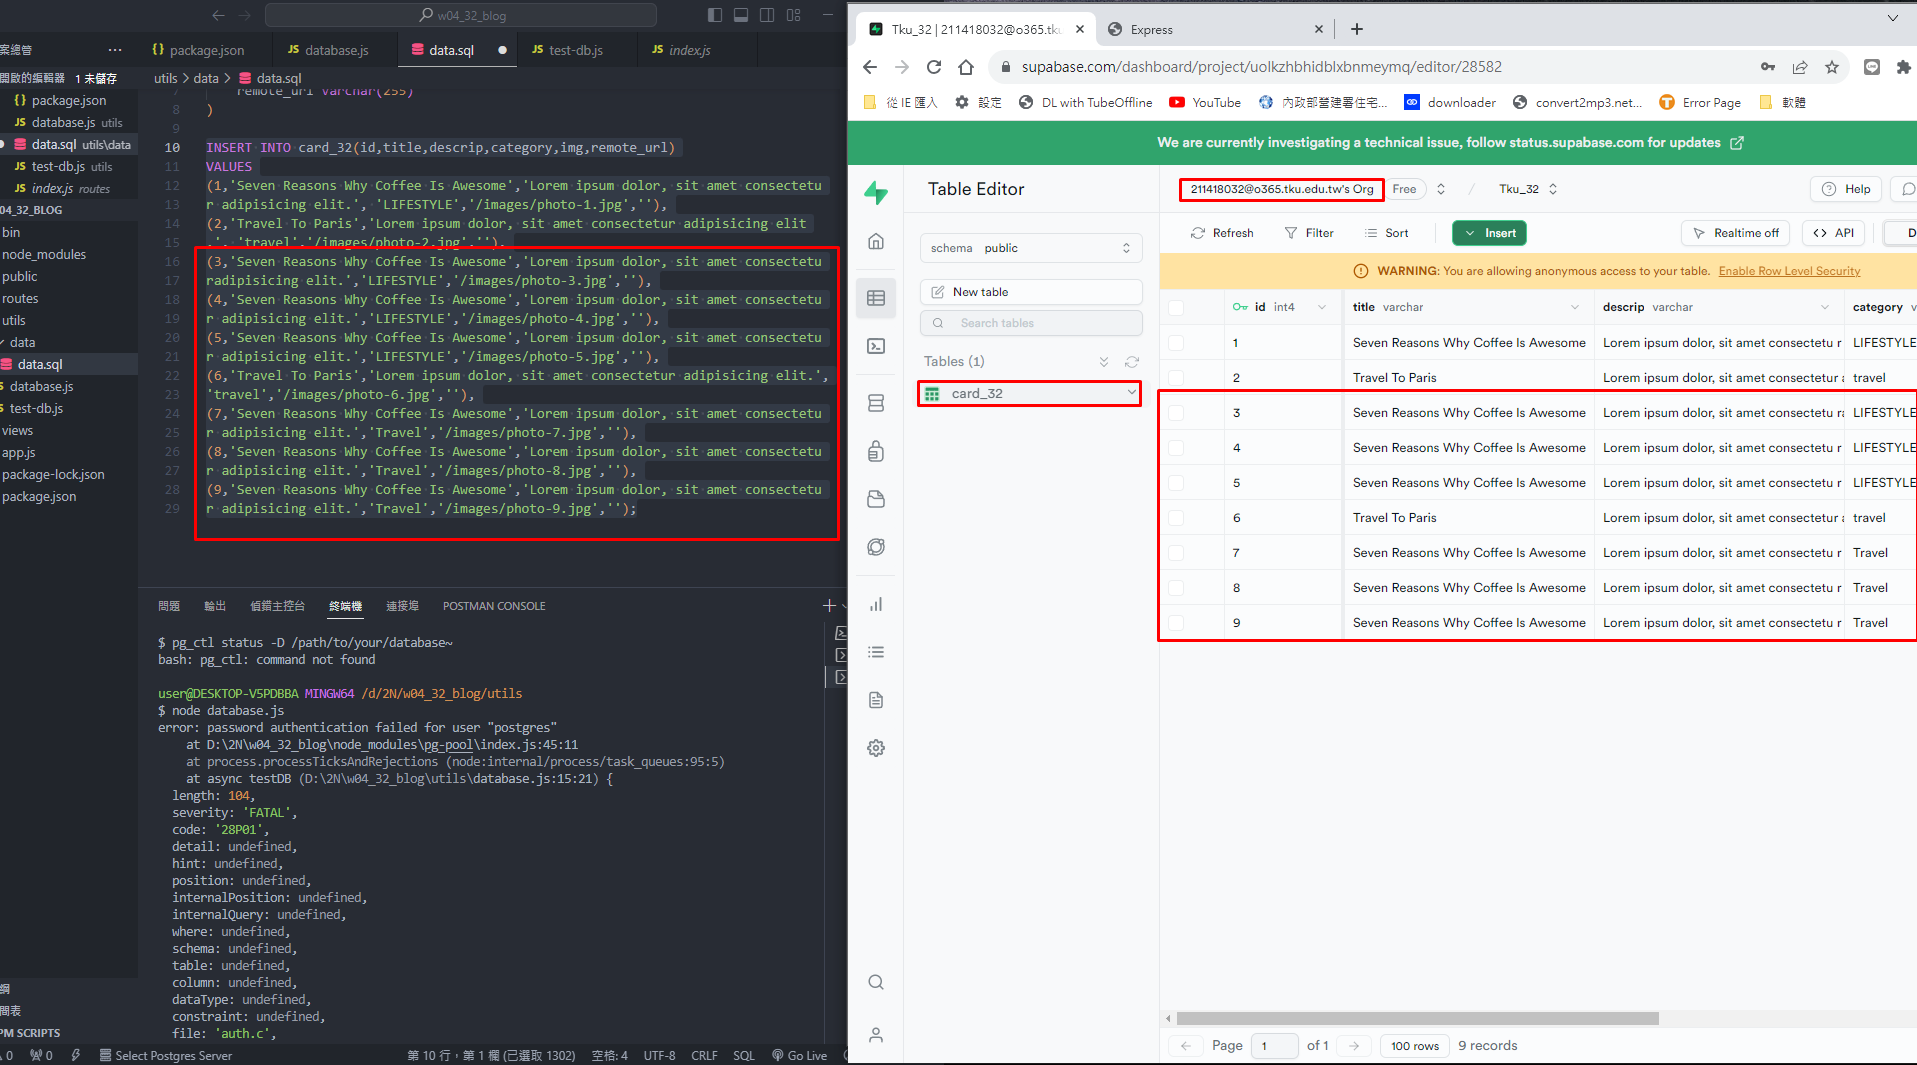 w04_32_blog
案總管
package.json
database.js
data.sql
test-db.js
index.js
開啟的編輯器
1 未儲存
package.json
database.js utils
data.sql utils\data
test-db.js utils
index.js routes
04_32_BLOG
bin
node_modules
public
routes
utils
data
data.sql
database.js
test-db.js
views
app.js
package-lock.json
package.json
PM SCRIPTS
utils > data > data.sql
7 remote_url varchar(255)
8 )
9
10 INSERT INTO card_32(id,title,descrip,category,img,remote_url)
11 VALUES
12 (1,'Seven Reasons Why Coffee Is Awesome','Lorem ipsum dolor, sit amet consectetu
13 r adipisicing elit.', 'LIFESTYLE','/images/photo-1.jpg',''),
14 (2,'Travel To Paris','Lorem ipsum dolor, sit amet consectetur adipisicing elit
15 .', 'travel','/images/photo-2.jpg',''),
16 (3,'Seven Reasons Why Coffee Is Awesome','Lorem ipsum dolor, sit amet consectetu
17 radipisicing elit.','LIFESTYLE','/images/photo-3.jpg',''),
18 (4,'Seven Reasons Why Coffee Is Awesome','Lorem ipsum dolor, sit amet consectetu
19 r adipisicing elit.','LIFESTYLE','/images/photo-4.jpg',''),
20 (5,'Seven Reasons Why Coffee Is Awesome','Lorem ipsum dolor, sit amet consectetu
21 r adipisicing elit.','LIFESTYLE','/images/photo-5.jpg',''),
22 (6,'Travel To Paris','Lorem ipsum dolor, sit amet consectetur adipisicing elit.',
23 'travel','/images/photo-6.jpg',''),
24 (7,'Seven Reasons Why Coffee Is Awesome','Lorem ipsum dolor, sit amet consectetu
25 r adipisicing elit.','Travel','/images/photo-7.jpg',''),
26 (8,'Seven Reasons Why Coffee Is Awesome','Lorem ipsum dolor, sit amet consectetu
27 r adipisicing elit.','Travel','/images/photo-8.jpg',''),
28 (9,'Seven Reasons Why Coffee Is Awesome','Lorem ipsum dolor, sit amet consectetu
29 r adipisicing elit.','Travel','/images/photo-9.jpg','');
問題 輸出 偵錯主控台 終端機 連接埠 POSTMAN CONSOLE
$ pg_ctl status -D /path/to/your/database~
bash: pg_ctl: command not found
user@DESKTOP-V5PDBBA MINGW64 /d/2N/w04_32_blog/utils
$ node database.js
error: password authentication failed for user "postgres"
at D:\2N\w04_32_blog\node_modules\pg-pool\index.js:45:11
at process.processTicksAndRejections (node:internal/process/task_queues:95:5)
at async testDB (D:\2N\w04_32_blog\utils\database.js:15:21) {
length: 104,
severity: 'FATAL',
code: '28P01',
detail: undefined,
hint: undefined,
position: undefined,
internalPosition: undefined,
internalQuery: undefined,
where: undefined,
schema: undefined,
table: undefined,
column: undefined,
dataType: undefined,
constraint: undefined,
file: 'auth.c',
0 0 Select Postgres Server 第 10 行，第 1 欄 (已選取 1302) 空格: 4 UTF-8 CRLF SQL Go Live
Tku_32 | 211418032@o365.tku
Express
supabase.com/dashboard/project/uolkzhbhidblxbnmeymq/editor/28582
從 IE 匯入 設定 DL with TubeOffline YouTube 內政部營建署住宅... downloader convert2mp3.net... Error Page 軟體
We are currently investigating a technical issue, follow status.supabase.com for updates
Table Editor
211418032@o365.tku.edu.tw's Org Free / Tku_32 Help
schema public
New table
Search tables
Tables (1)
card_32
Refresh Filter Sort Insert Realtime off <> API
WARNING: You are allowing anonymous access to your table. Enable Row Level Security
id int4 title varchar descrip varchar category v
1 Seven Reasons Why Coffee Is Awesome Lorem ipsum dolor, sit amet consectetu r LIFESTYLE
2 Travel To Paris Lorem ipsum dolor, sit amet consectetur a travel
3 Seven Reasons Why Coffee Is Awesome Lorem ipsum dolor, sit amet consectetu ra LIFESTYLE
4 Seven Reasons Why Coffee Is Awesome Lorem ipsum dolor, sit amet consectetu r LIFESTYLE
5 Seven Reasons Why Coffee Is Awesome Lorem ipsum dolor, sit amet consectetu r LIFESTYLE
6 Travel To Paris Lorem ipsum dolor, sit amet consectetur a travel
7 Seven Reasons Why Coffee Is Awesome Lorem ipsum dolor, sit amet consectetu r Travel
8 Seven Reasons Why Coffee Is Awesome Lorem ipsum dolor, sit amet consectetu r Travel
9 Seven Reasons Why Coffee Is Awesome Lorem ipsum dolor, sit amet consectetu r Travel
Page 1 of 1 100 rows 9 records